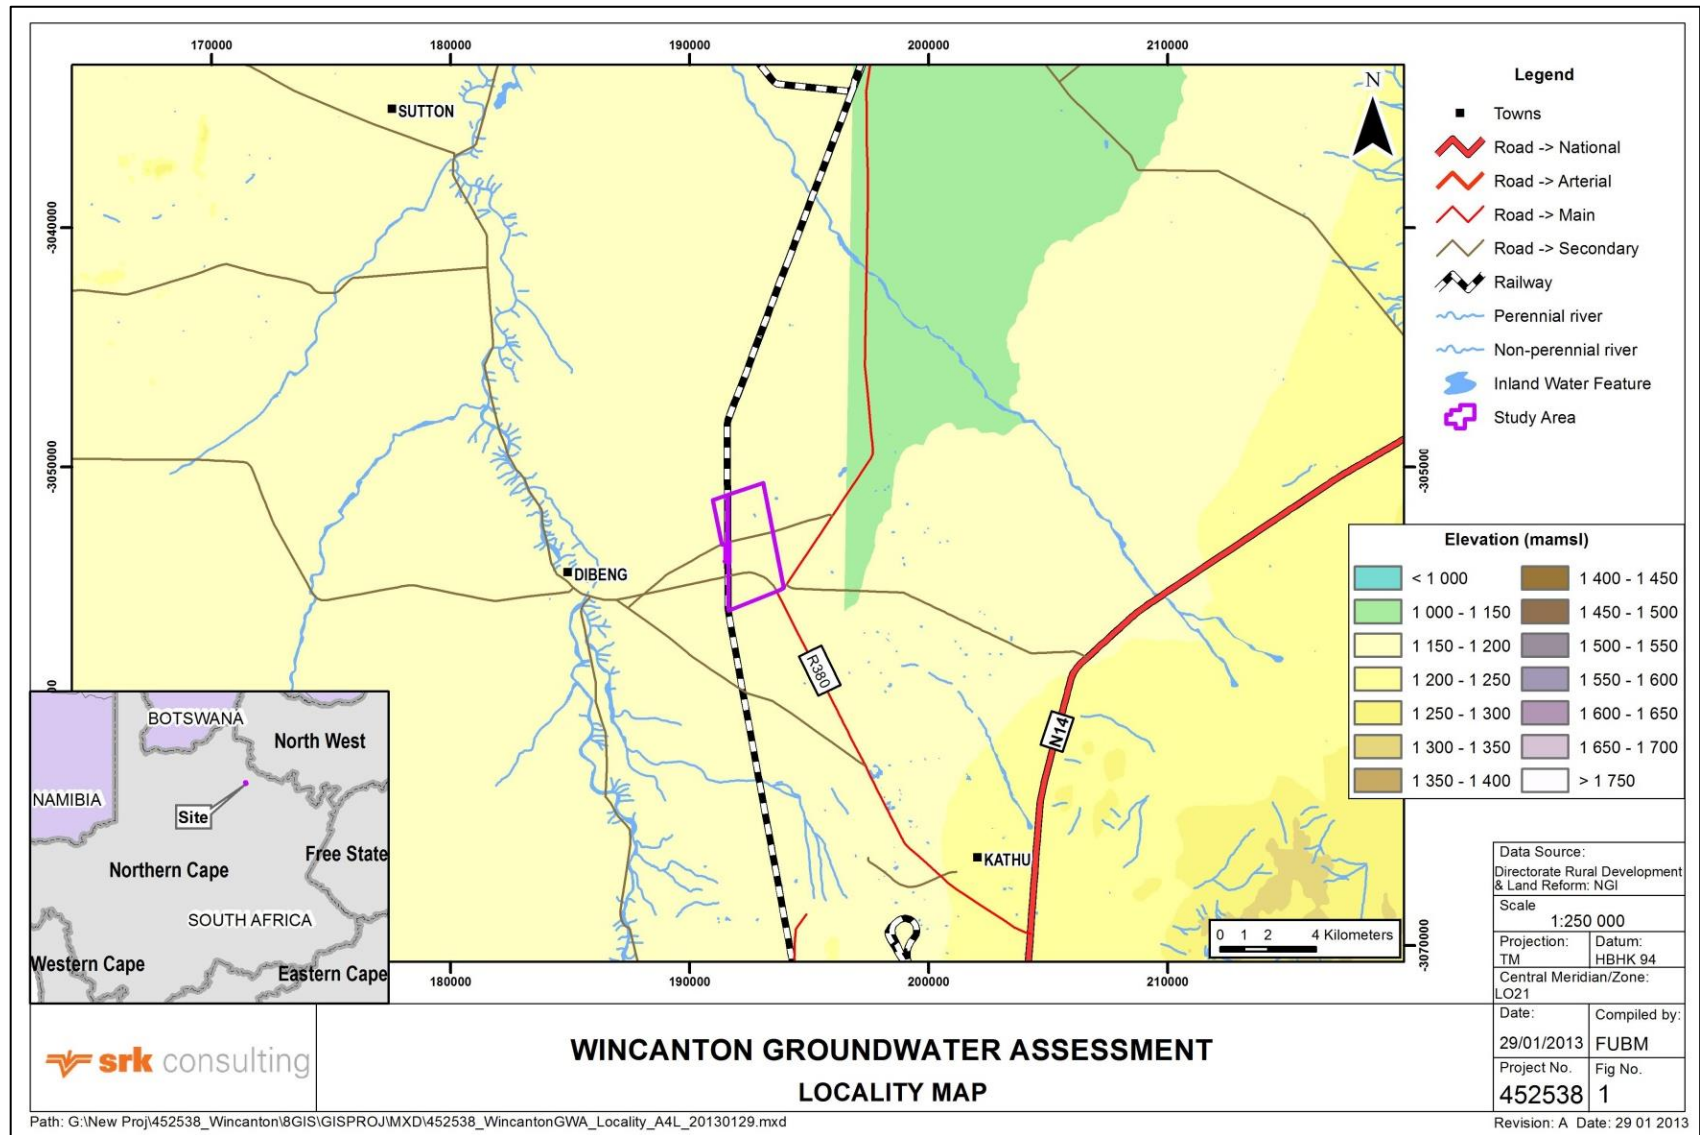 170000
180000
190000
200000
210000
SUTTON
DIBENG
KATHU
R380
N14
-3040000
-3050000
-3040000
-305000
-3070000
00
N
Legend
Towns
Road -> National
Road -> Arterial
Road -> Main
Road -> Secondary
Railway
Perennial river
Non-perennial river
Inland Water Feature
Study Area
Elevation (mamsl)
< 1 000
1 000 - 1 150
1 150 - 1 200
1 200 - 1 250
1 250 - 1 300
1 300 - 1 350
1 350 - 1 400
1 400 - 1 450
1 450 - 1 500
1 500 - 1 550
1 550 - 1 600
1 600 - 1 650
1 650 - 1 700
> 1 750
BOTSWANA
North West
NAMIBIA
Site
Free State
Northern Cape
SOUTH AFRICA
Western Cape
Eastern Cape
0 1 2 4 Kilometers
180000
190000
200000
210000
Data Source:
Directorate Rural Development
& Land Reform: NGI
Scale
1:250 000
Projection:
TM
Datum:
HBHK 94
Central Meridian/Zone:
LO21
Date:
29/01/2013
Compiled by:
FUBM
Project No.
452538
Fig No.
1
srk consulting
WINCANTON GROUNDWATER ASSESSMENT
LOCALITY MAP
Path: G:\New Proj\452538_Wincanton\8GIS\GISPROJ\MXD\452538_WincantonGWA_Locality_A4L_20130129.mxd
Revision: A Date: 29 01 2013